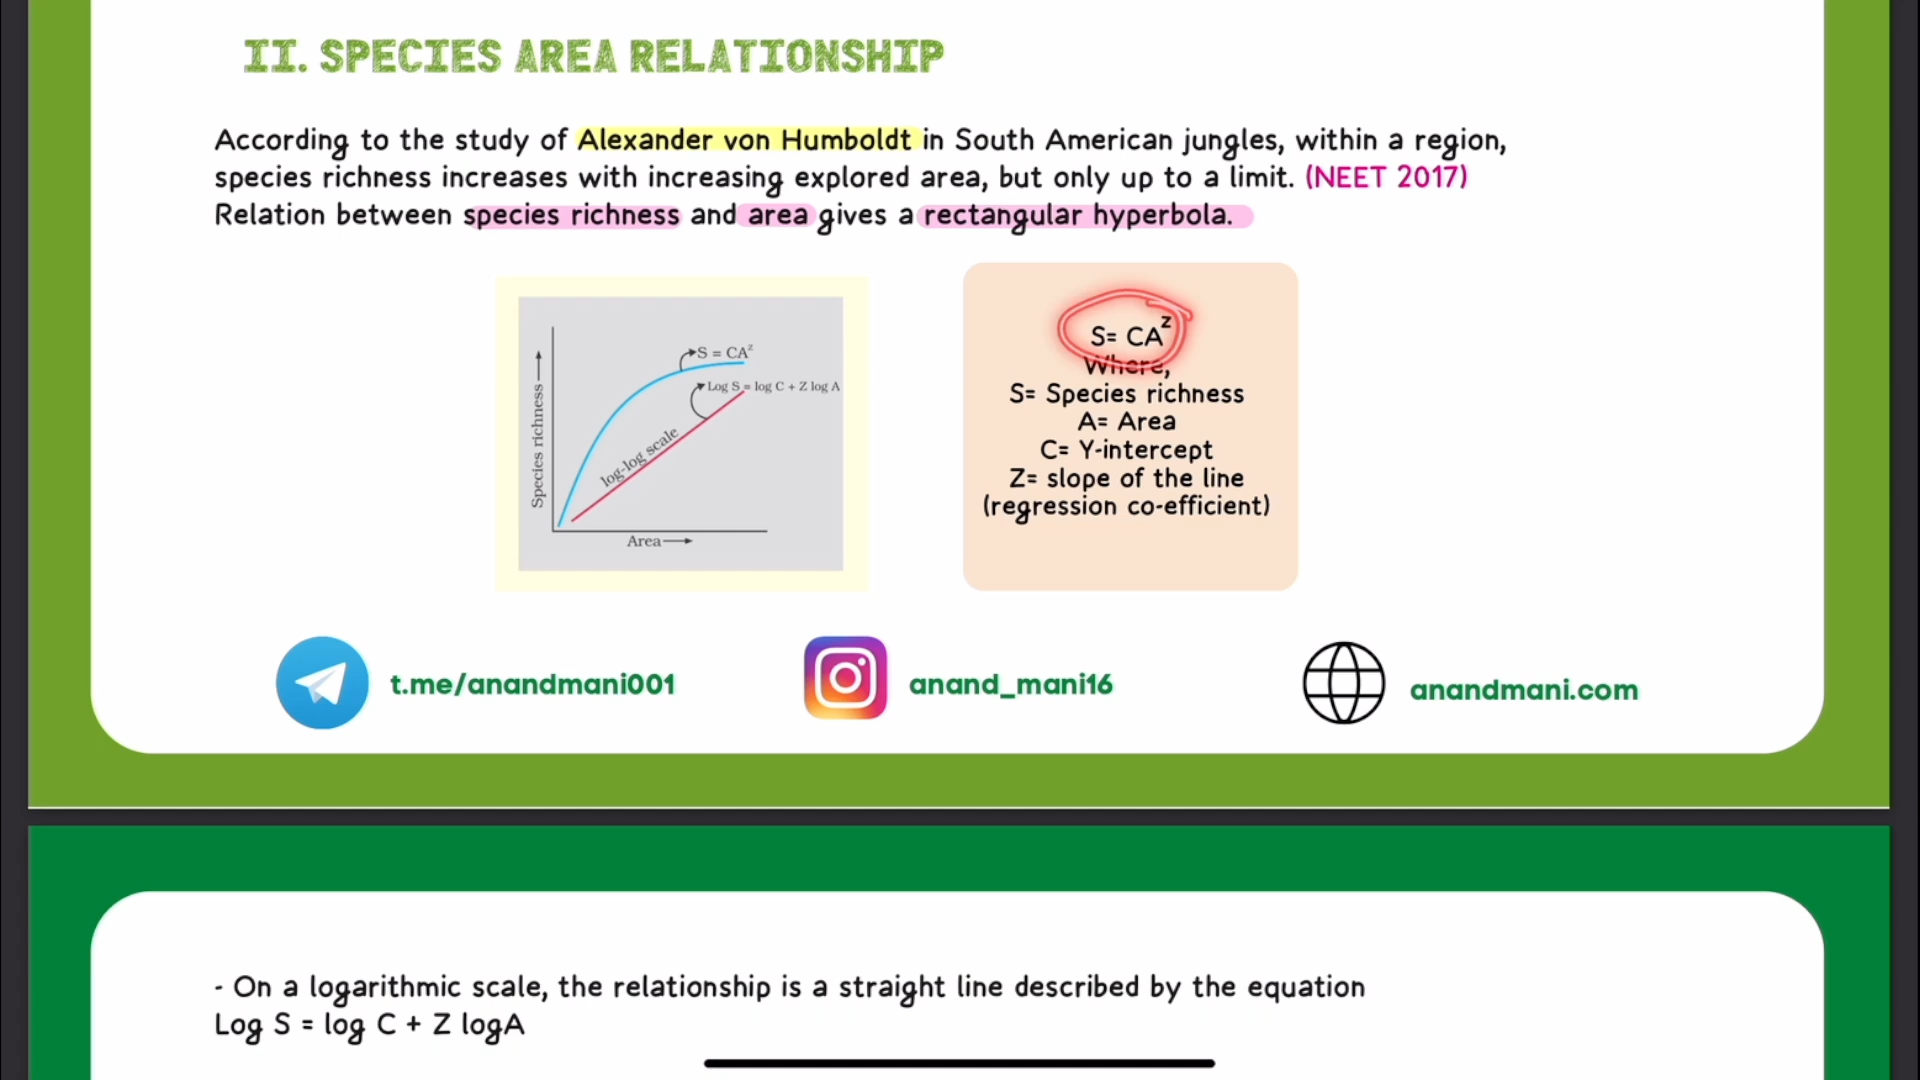 II. SPECIES AREA RELATIONSHIP
According to the study of Alexander von Humboldt in South American jungles, within a region,
species richness increases with increasing explored area, but only up to a limit. (NEET 2017)
Relation between species richness and area gives a rectangular hyperbola.
S = CA^z
Log S = log C + Z log A
log-log scale
Species richness
Area
S= CA^z
Where,
S= Species richness
A= Area
C= Y-intercept
Z= slope of the line
(regression co-efficient)
t.me/anandmani001
anand_mani16
anandmani.com
- On a logarithmic scale, the relationship is a straight line described by the equation
Log S = log C + Z logA